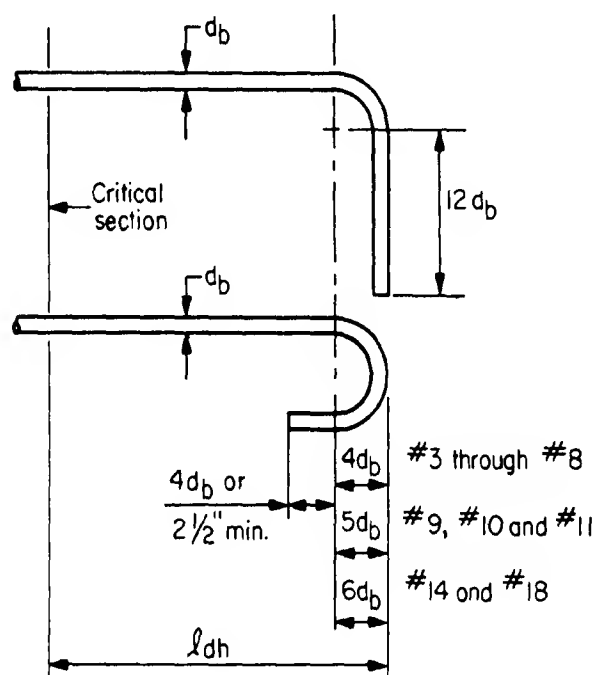 d_b
Critical
section
12 d_b
d_b
4d_b or
2 1/2" min.
4d_b #3 through #8
5d_b #9, #10 and #11
6d_b #14 and #18
ℓ_dh